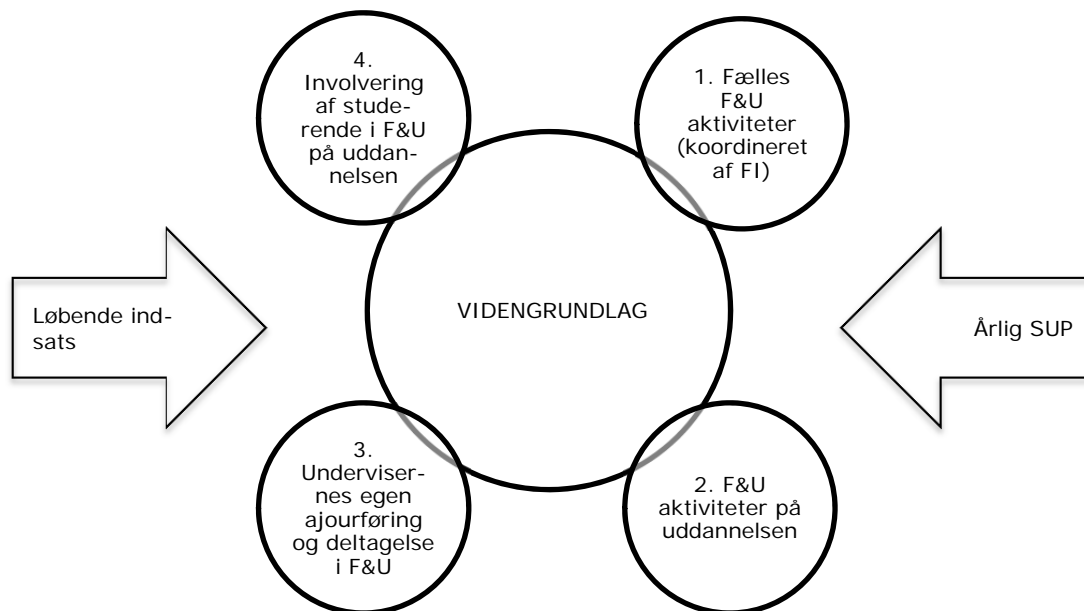 4.
Involvering
af stude-
rende i F&U
på uddan-
nelsen
1. Fælles
F&U
aktiviteter
(koordineret
af FI)
Løbende ind-
sats
VIDENGRUNDLAG
Årlig SUP
3.
Underviser-
nes egen
ajourføring
og deltagelse
i F&U
2. F&U
aktiviteter på
uddannelsen